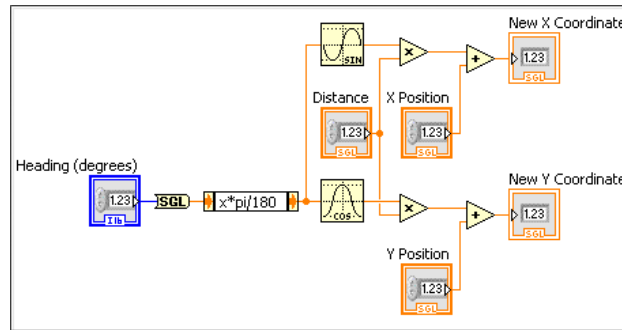 New X Coordinate
SIN
x
+
1.23
SGL
Distance
X Position
1.23
SGL
1.23
SGL
Heading (degrees)
1.23
I16
SGL
x*pi/180
COS
x
+
New Y Coordinate
1.23
SGL
Y Position
1.23
SGL